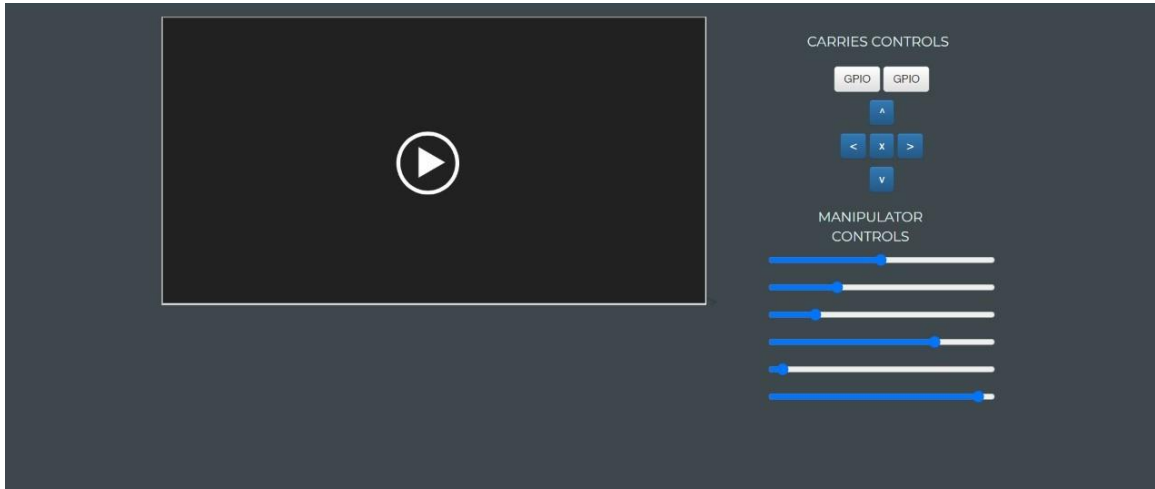 CARRIES CONTROLS
GPIO GPIO
^
< x >
v
MANIPULATOR
CONTROLS